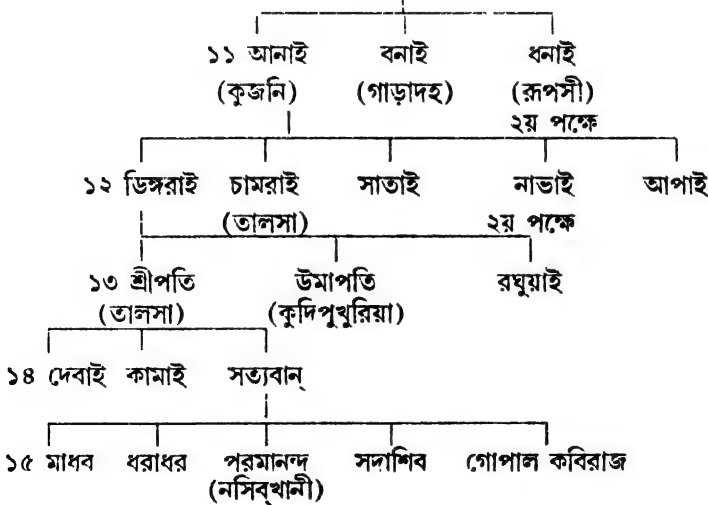 ১১ আনাই বনাই ধনাই
(কুজনি) (গাড়াদহ) (রূপসী)
২য় পক্ষে
১২ ডিঙ্গরাই চামরাই সাতাই নাভাই আপাই
(তালসা) ২য় পক্ষে
১৩ শ্রীপতি উমাপতি রঘুয়াই
(তালসা) (কুদিপুখুরিয়া)
১৪ দেবাই কামাই সত্যবান্
১৫ মাধব ধরাধর পরমানন্দ সদাশিব গোপাল কবিরাজ
(নসিব্‌খানী)